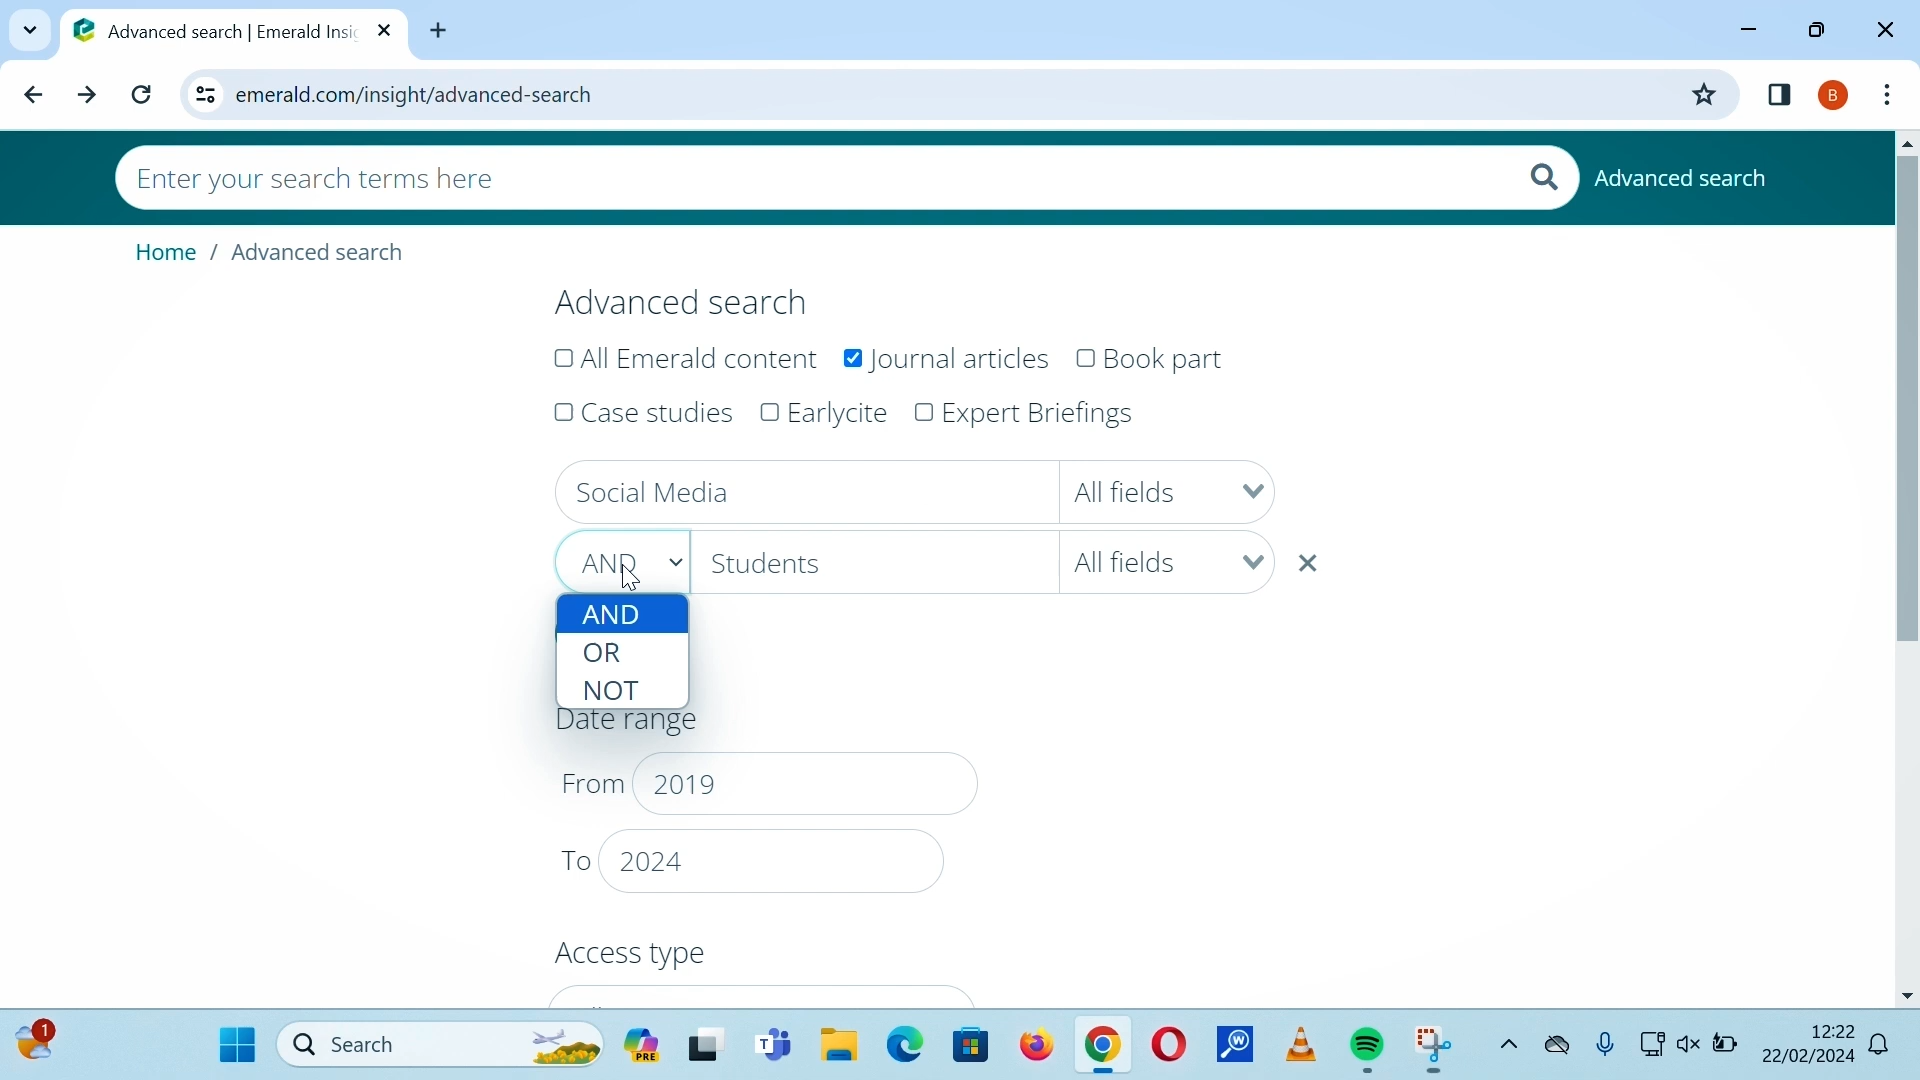 Advanced search | Emerald Insi
emerald.com/insight/advanced-search
B
Enter your search terms here
Advanced search
Home / Advanced search
Advanced search
All Emerald content Journal articles Book part
Case studies Earlycite Expert Briefings
Social Media All fields
AND Students All fields
AND
OR
NOT
Date range
From 2019
To 2024
Access type
1
Search
PRE
T
W
12:22
22/02/2024